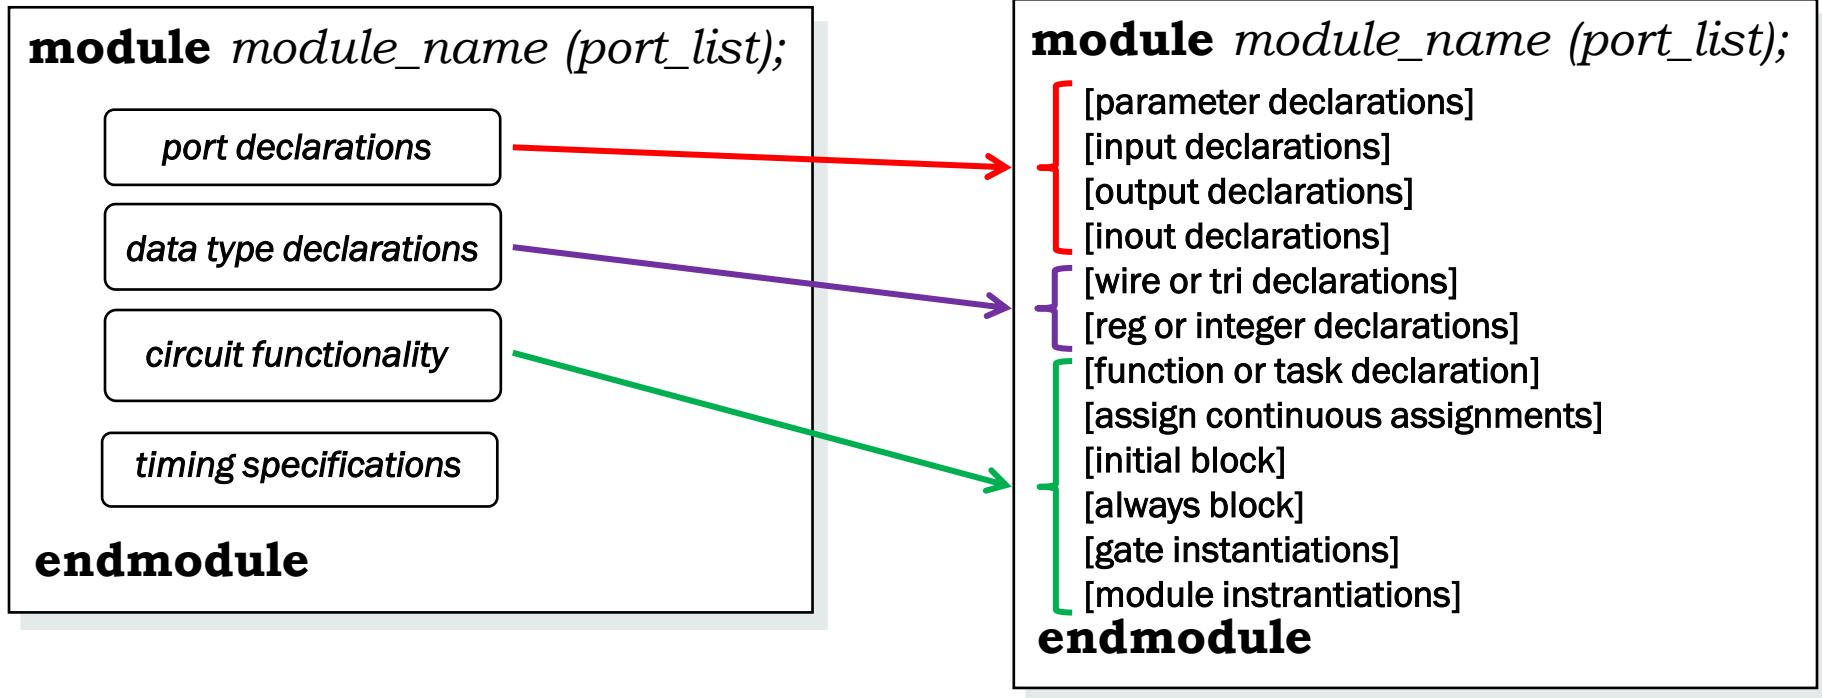 module module_name (port_list);
port declarations
data type declarations
circuit functionality
timing specifications
endmodule
module module_name (port_list);
[parameter declarations]
[input declarations]
[output declarations]
[inout declarations]
[wire or tri declarations]
[reg or integer declarations]
[function or task declaration]
[assign continuous assignments]
[initial block]
[always block]
[gate instantiations]
[module instrantiations]
endmodule